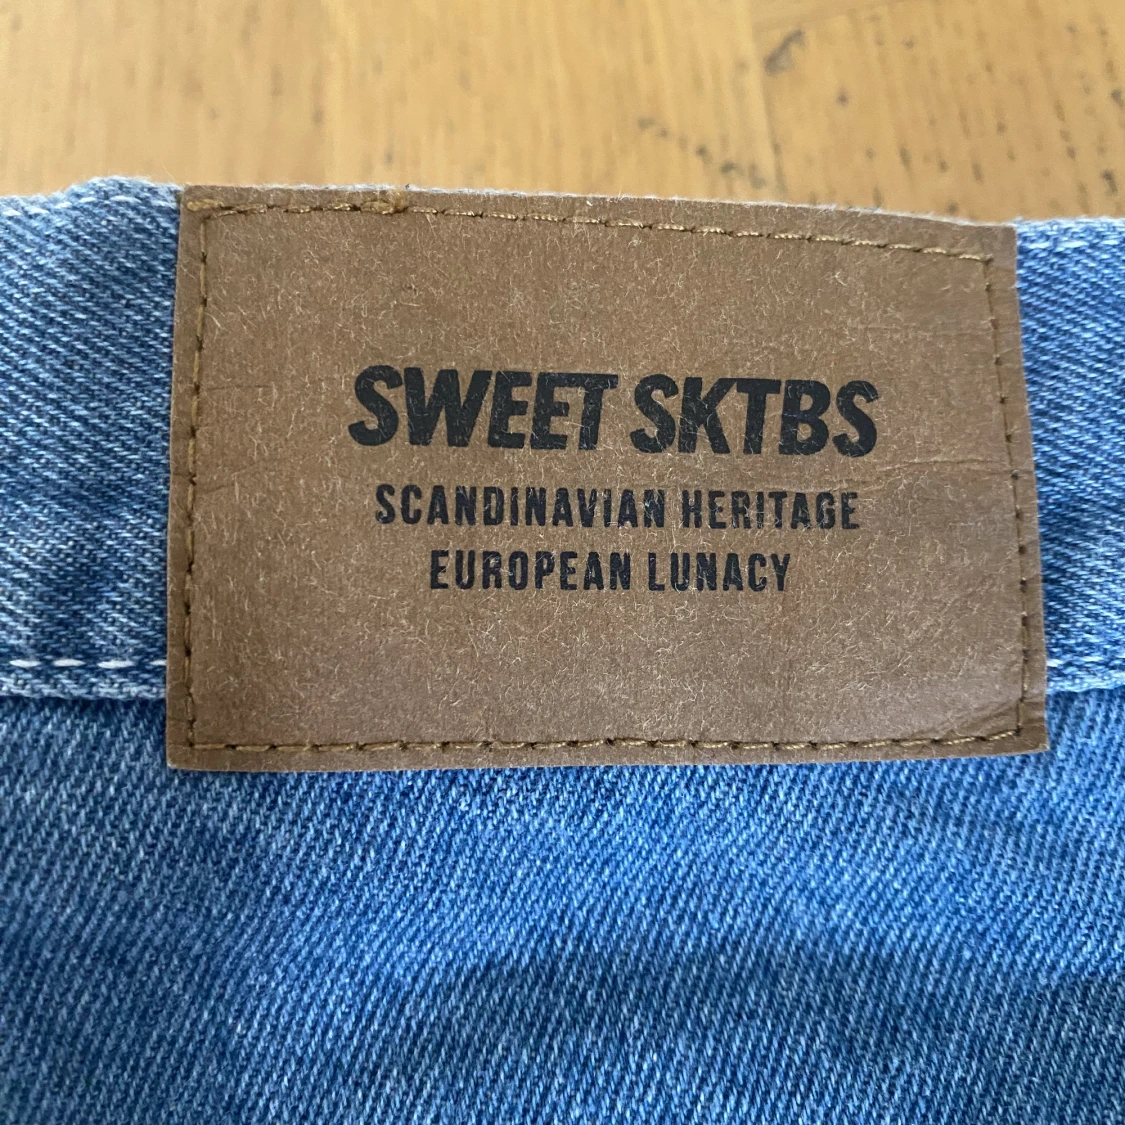 SWEET SKTBS
SCANDINAVIAN HERITAGE
EUROPEAN LUNACY